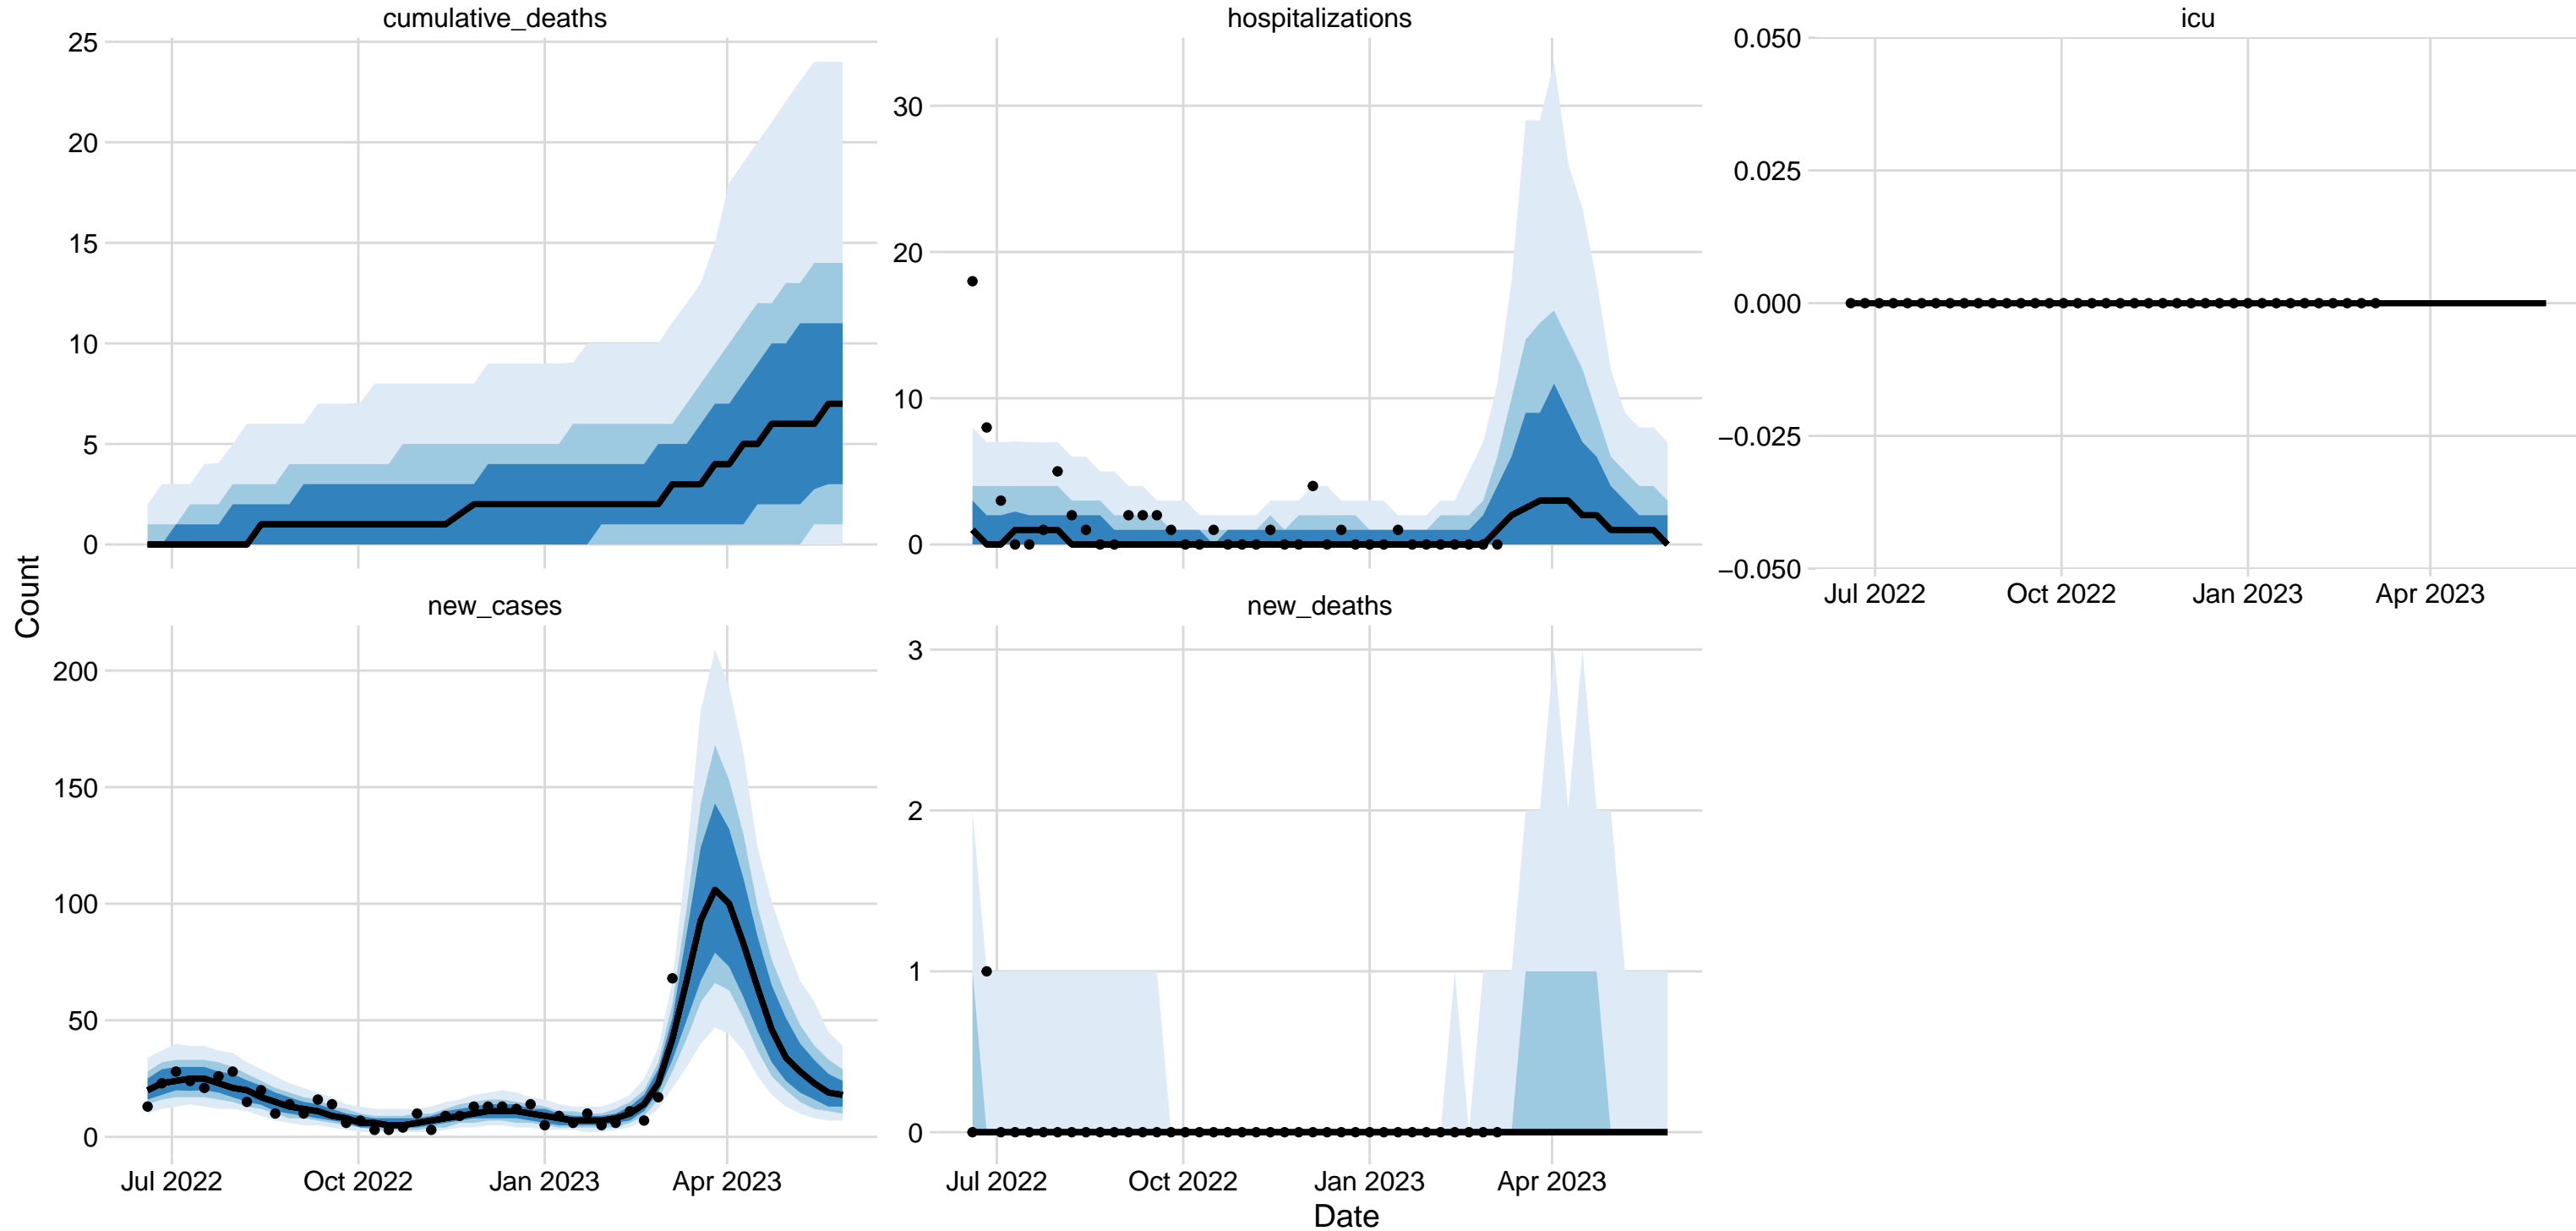 cumulative_deaths
25
20
15
10
5
0
hospitalizations
30
20
10
0
icu
0.050
0.025
0.000
−0.025
−0.050
Jul 2022 Oct 2022 Jan 2023 Apr 2023
Count
new_cases
200
150
100
50
0
Jul 2022 Oct 2022 Jan 2023 Apr 2023
new_deaths
3
2
1
0
Jul 2022 Oct 2022 Jan 2023 Apr 2023
Date